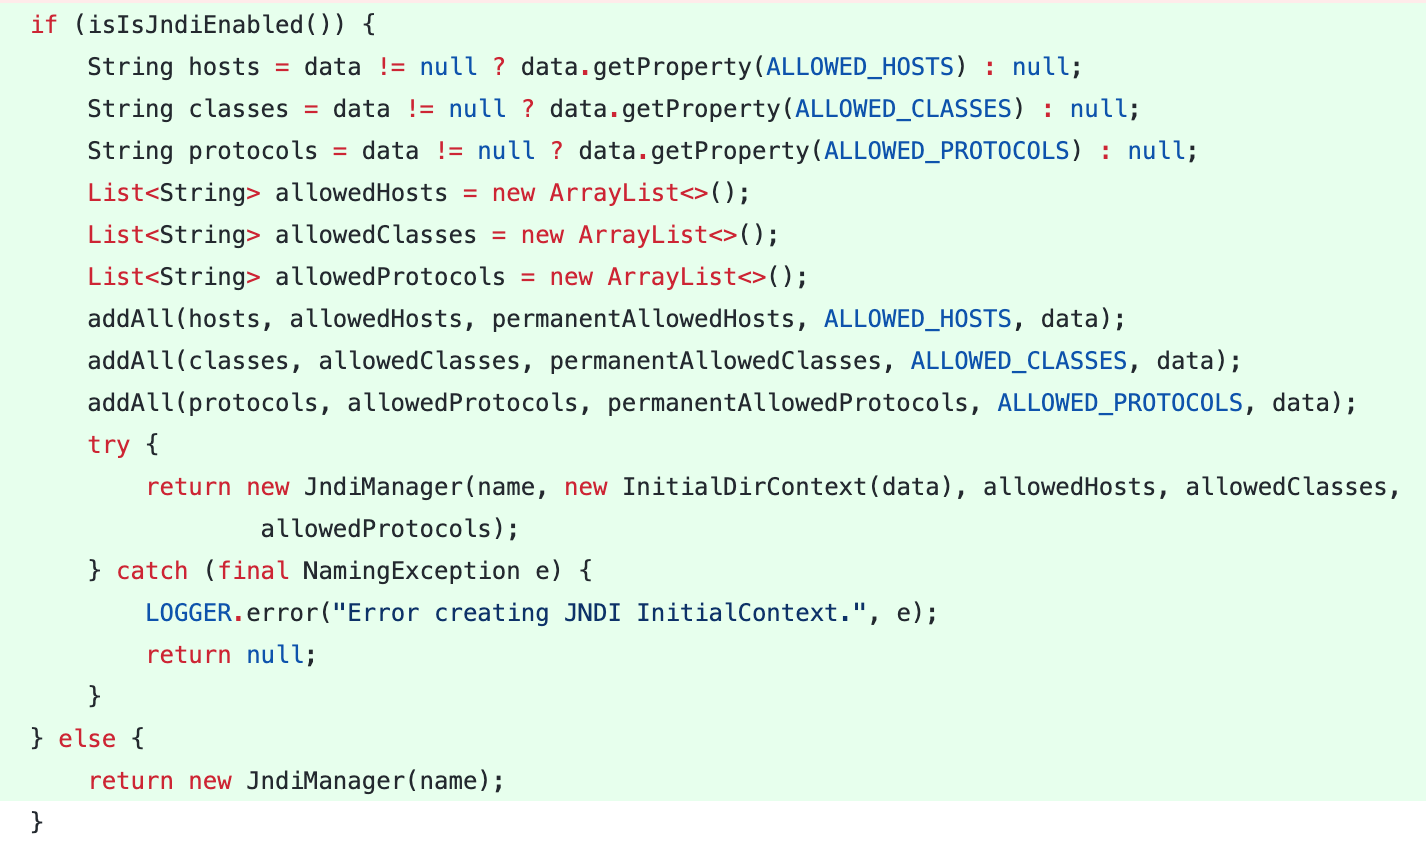 if (isIsJndiEnabled()) {
    String hosts = data != null ? data.getProperty(ALLOWED_HOSTS) : null;
    String classes = data != null ? data.getProperty(ALLOWED_CLASSES) : null;
    String protocols = data != null ? data.getProperty(ALLOWED_PROTOCOLS) : null;
    List<String> allowedHosts = new ArrayList<>();
    List<String> allowedClasses = new ArrayList<>();
    List<String> allowedProtocols = new ArrayList<>();
    addAll(hosts, allowedHosts, permanentAllowedHosts, ALLOWED_HOSTS, data);
    addAll(classes, allowedClasses, permanentAllowedClasses, ALLOWED_CLASSES, data);
    addAll(protocols, allowedProtocols, permanentAllowedProtocols, ALLOWED_PROTOCOLS, data);
    try {
        return new JndiManager(name, new InitialDirContext(data), allowedHosts, allowedClasses,
                allowedProtocols);
    } catch (final NamingException e) {
        LOGGER.error("Error creating JNDI InitialContext.", e);
        return null;
    }
} else {
    return new JndiManager(name);
}